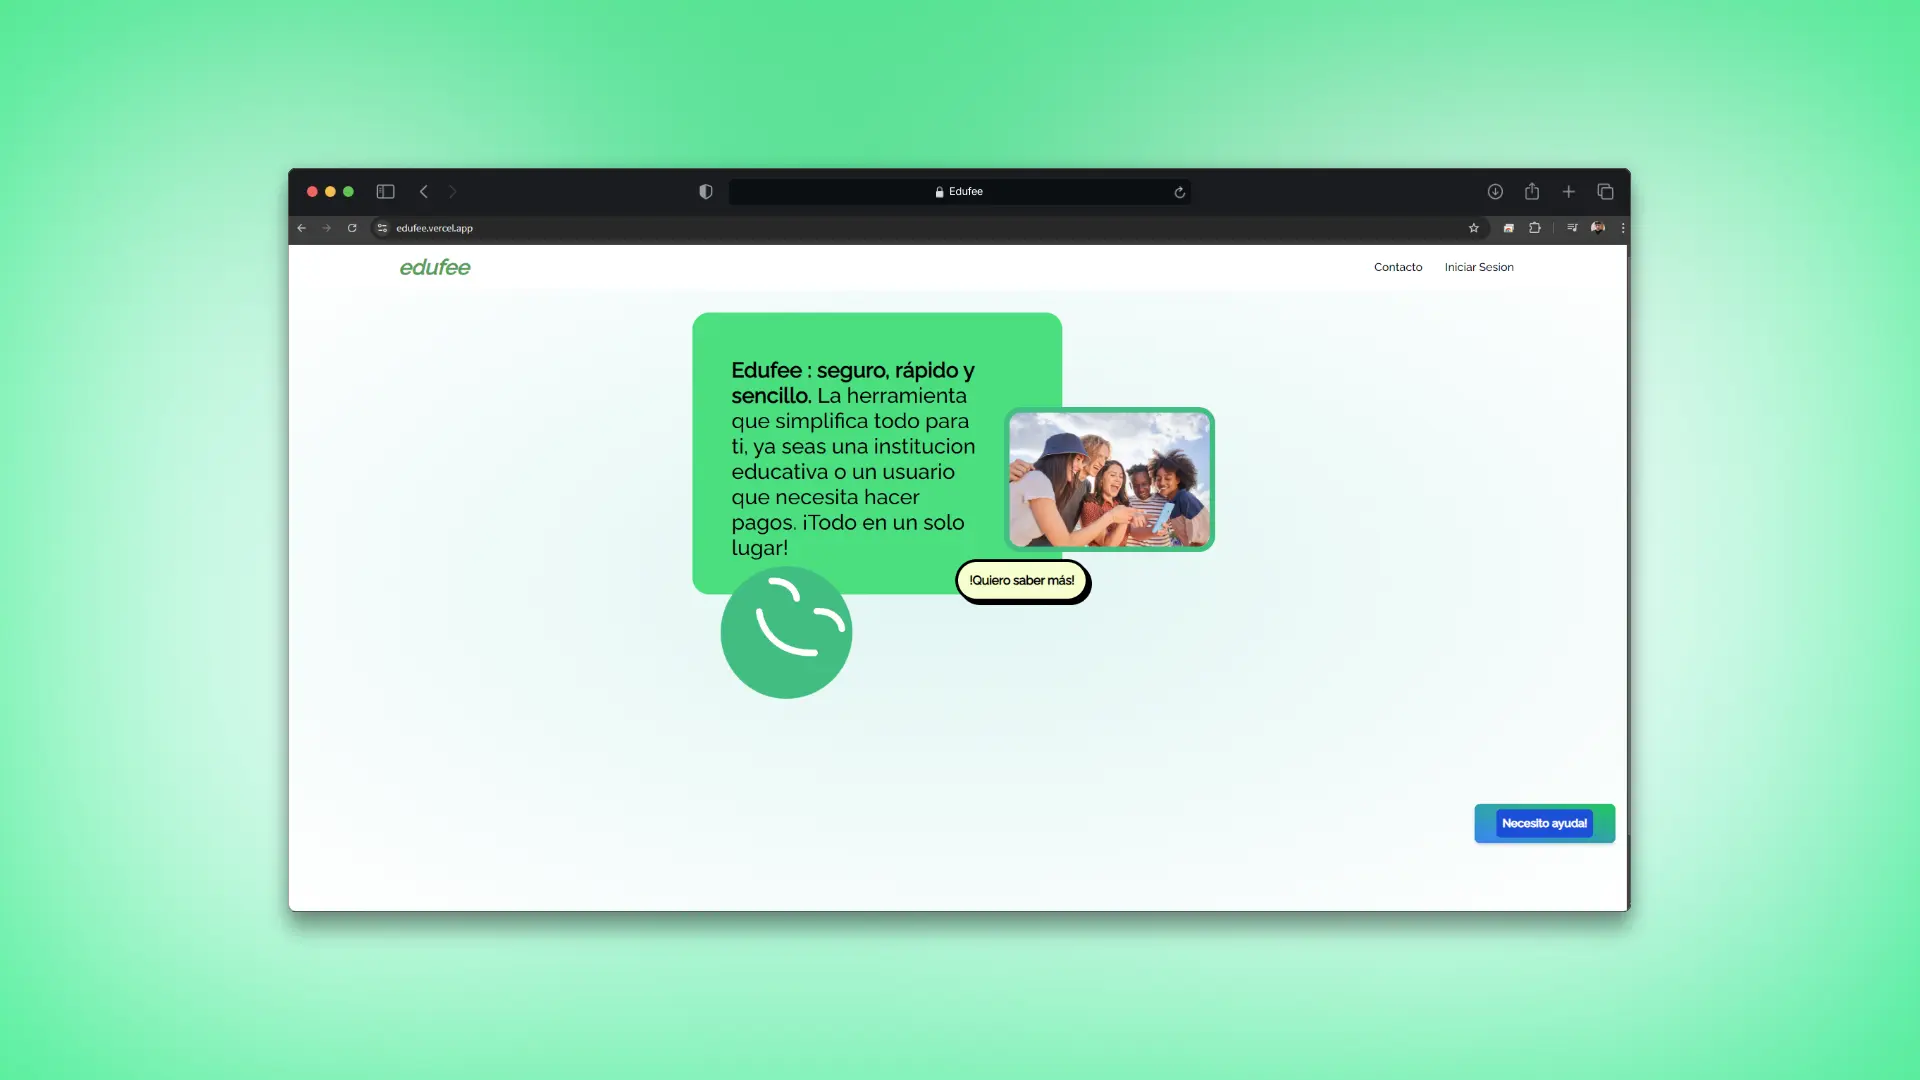 Edufee
edufee.vercel.app
edufee
Contacto
Iniciar Sesion
Edufee : seguro, rápido y
sencillo. La herramienta
que simplifica todo para
ti, ya seas una institucion
educativa o un usuario
que necesita hacer
pagos. ¡Todo en un solo
lugar!
!Quiero saber más!
Necesito ayuda!